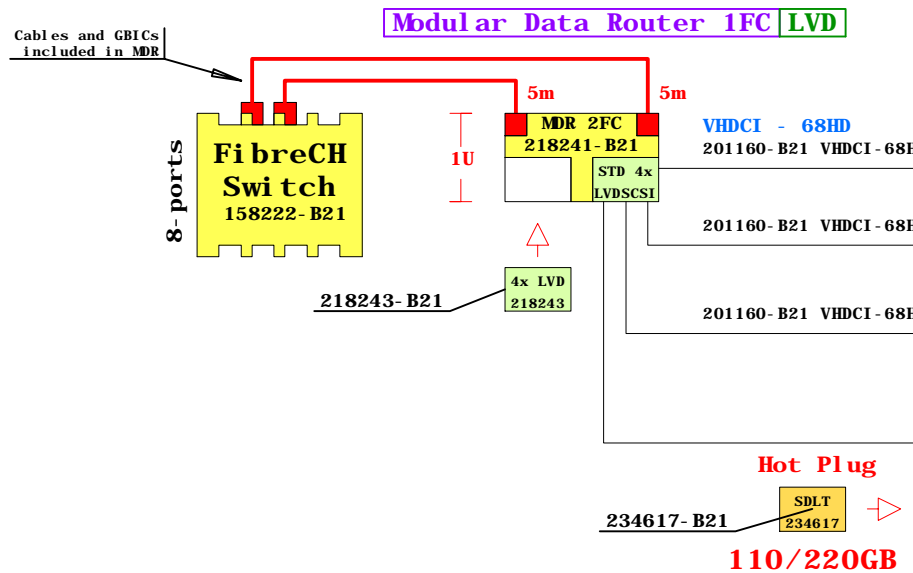 Modular Data Router 1FC LVD
Cables and GBICs
included in MDR
5m
5m
8-ports
FibreCH
Switch
158222-B21
1U
MDR 2FC
218241-B21
STD 4x
LVDSCSI
VHDCI - 68HD
201160-B21 VHDCI-68H
201160-B21 VHDCI-68H
218243-B21
4x LVD
218243
201160-B21 VHDCI-68H
Hot Plug
234617-B21
SDLT
234617
110/220GB